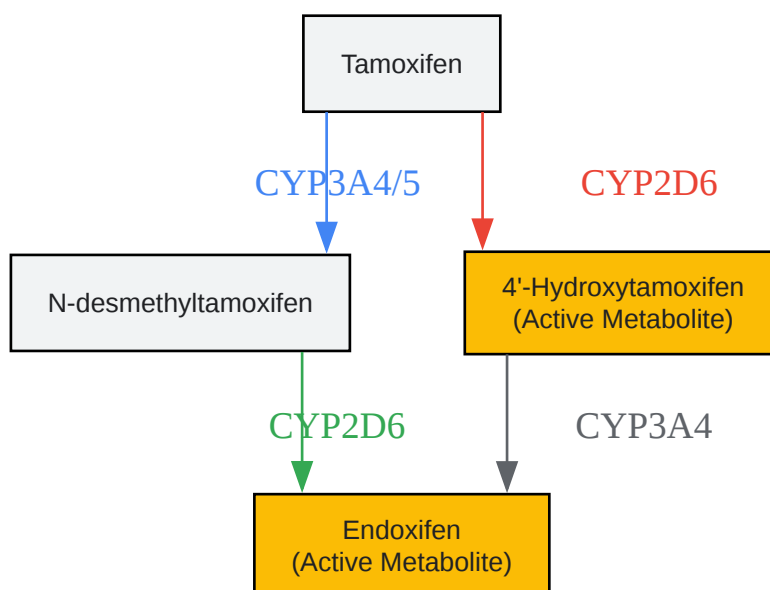 Tamoxifen
CYP3A4/5
CYP2D6
N-desmethyltamoxifen
4'-Hydroxytamoxifen
(Active Metabolite)
CYP2D6
CYP3A4
Endoxifen
(Active Metabolite)